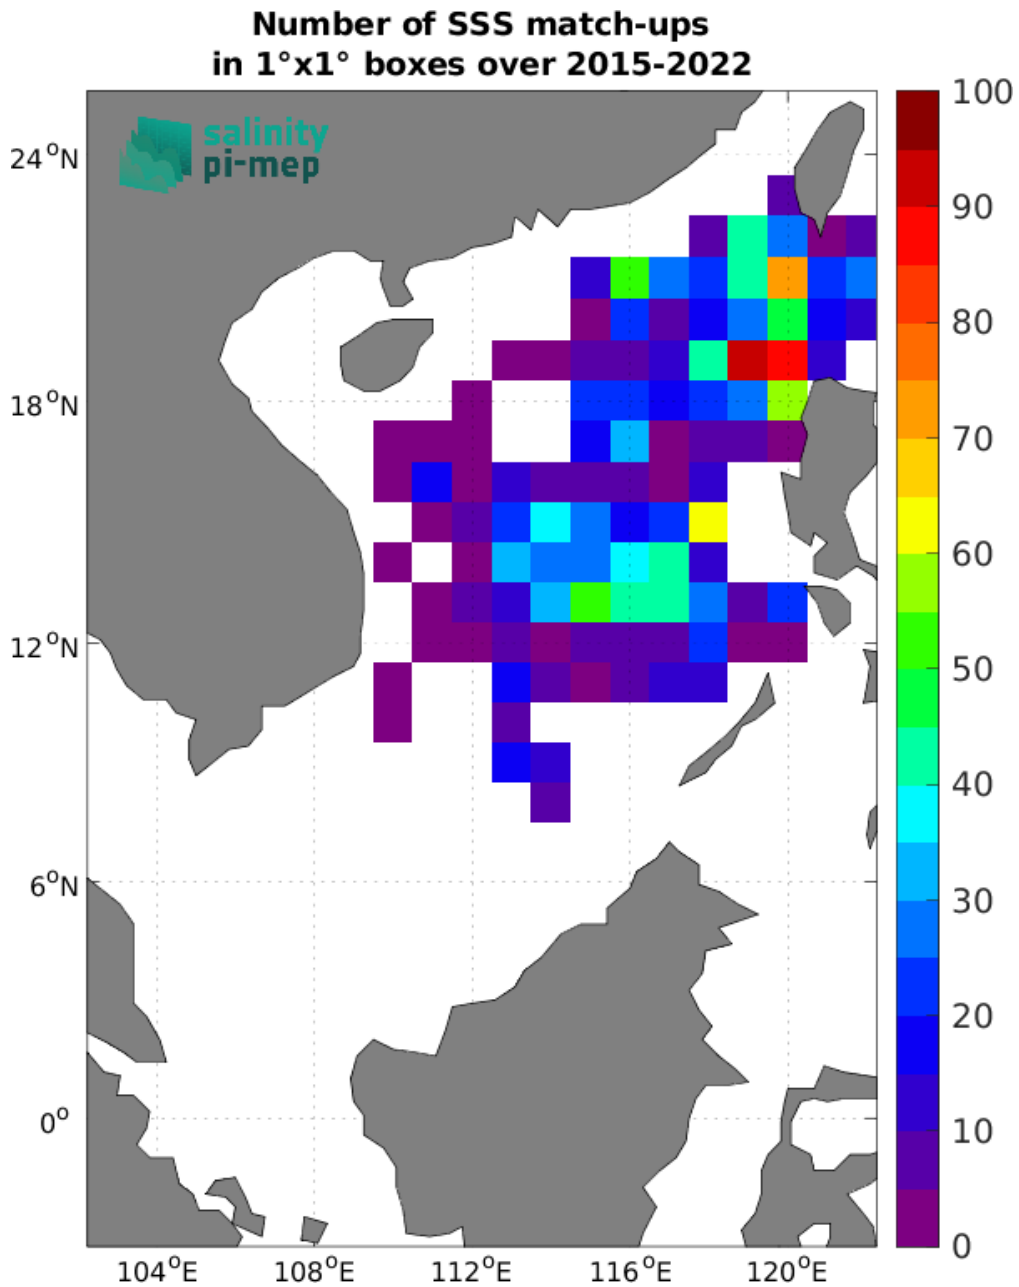 Number of SSS match-ups
in 1°x1° boxes over 2015-2022
salinity
pi-mep
24°N
18°N
12°N
6°N
0°
104°E 108°E 112°E 116°E 120°E
100
90
80
70
60
50
40
30
20
10
0